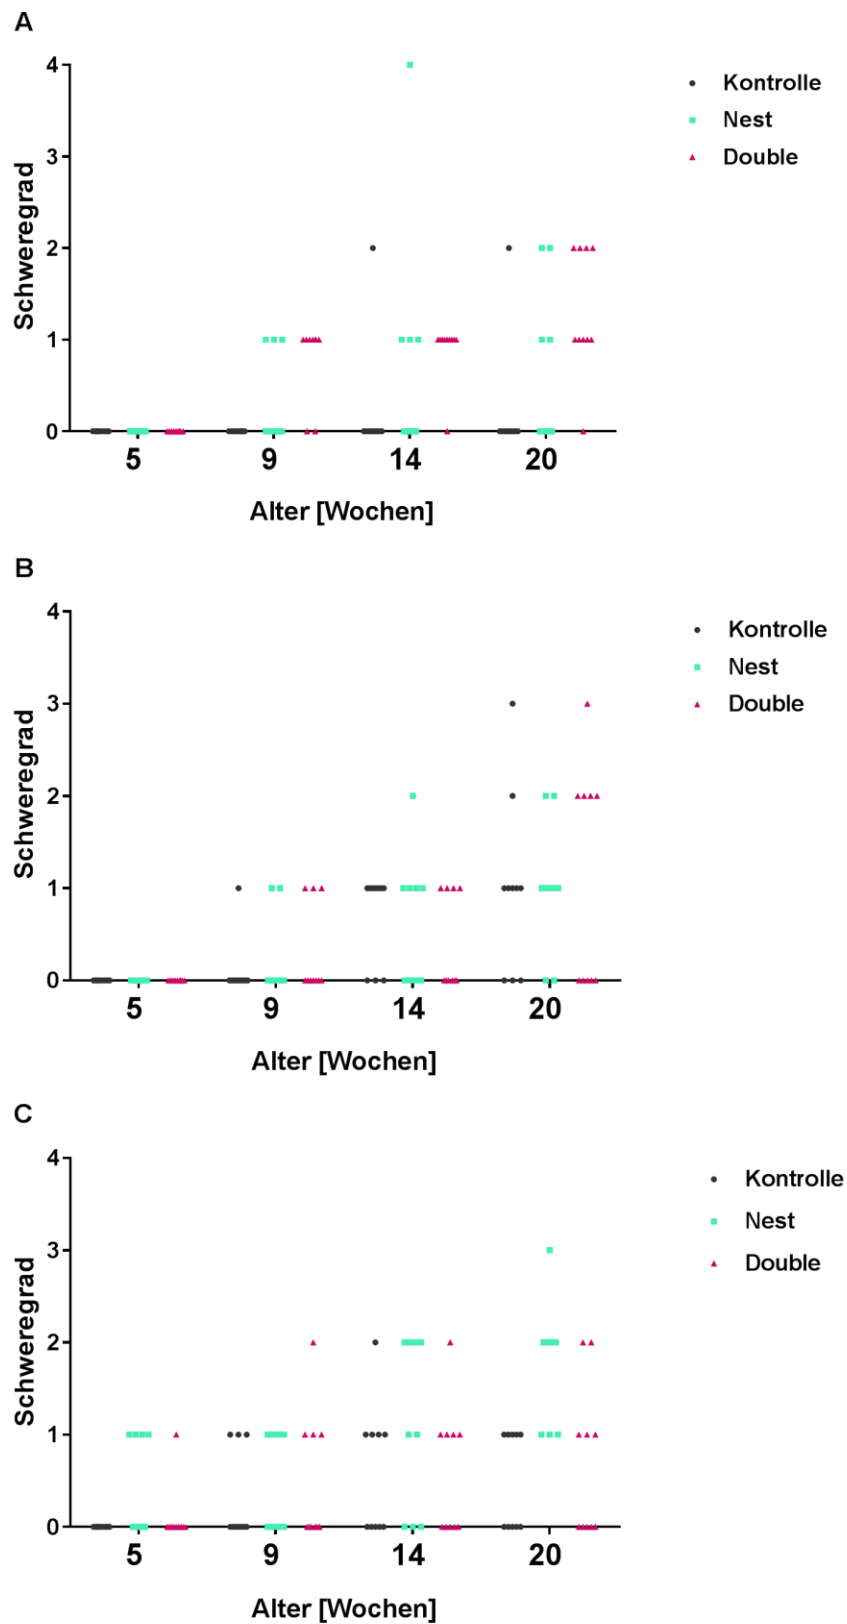 A
4
3
2
1
0
Schweregrad
5 9 14 20
Alter [Wochen]
Kontrolle
Nest
Double
B
4
3
2
1
0
Schweregrad
5 9 14 20
Alter [Wochen]
Kontrolle
Nest
Double
C
4
3
2
1
0
Schweregrad
5 9 14 20
Alter [Wochen]
Kontrolle
Nest
Double